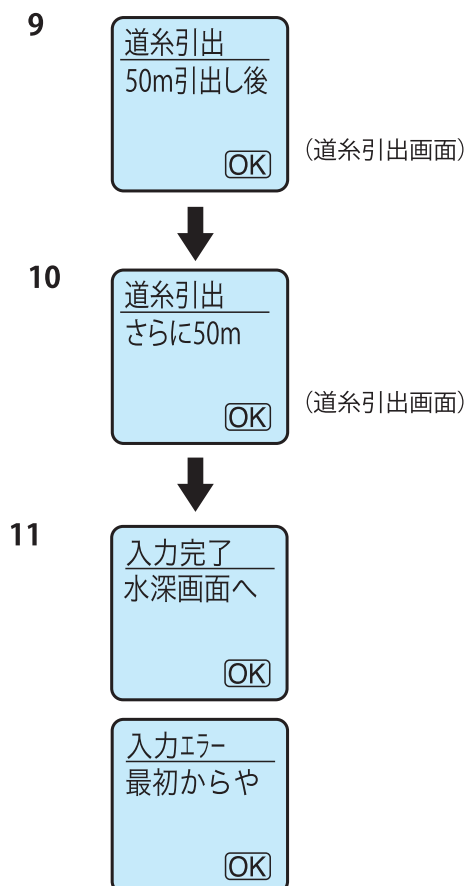 9
道糸引出
50m引出し後
OK
（道糸引出画面）
10
道糸引出
さらに50m
OK
（道糸引出画面）
11
入力完了
水深画面へ
OK
入力ｴﾗｰ
最初からや
OK